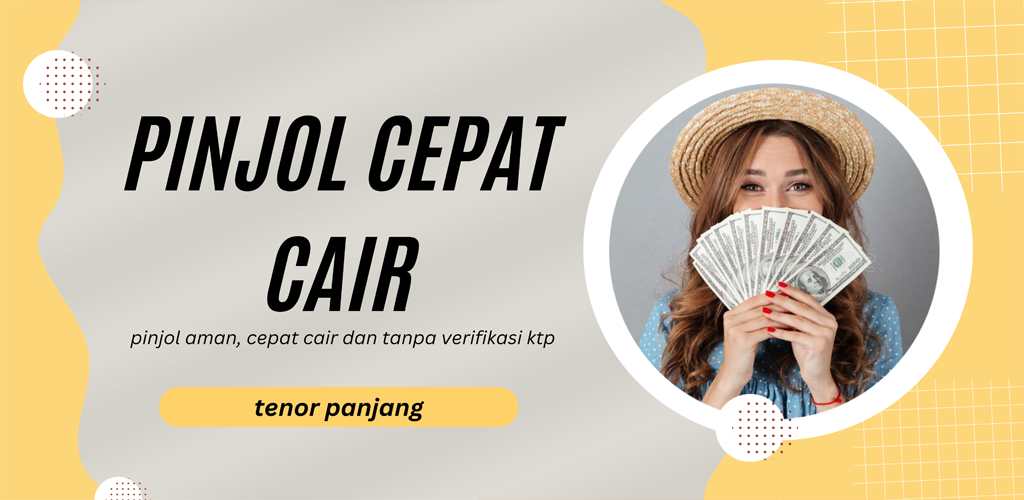 PINJOL CEPAT
CAIR
pinjol aman, cepat cair dan tanpa verifikasi ktp
tenor panjang